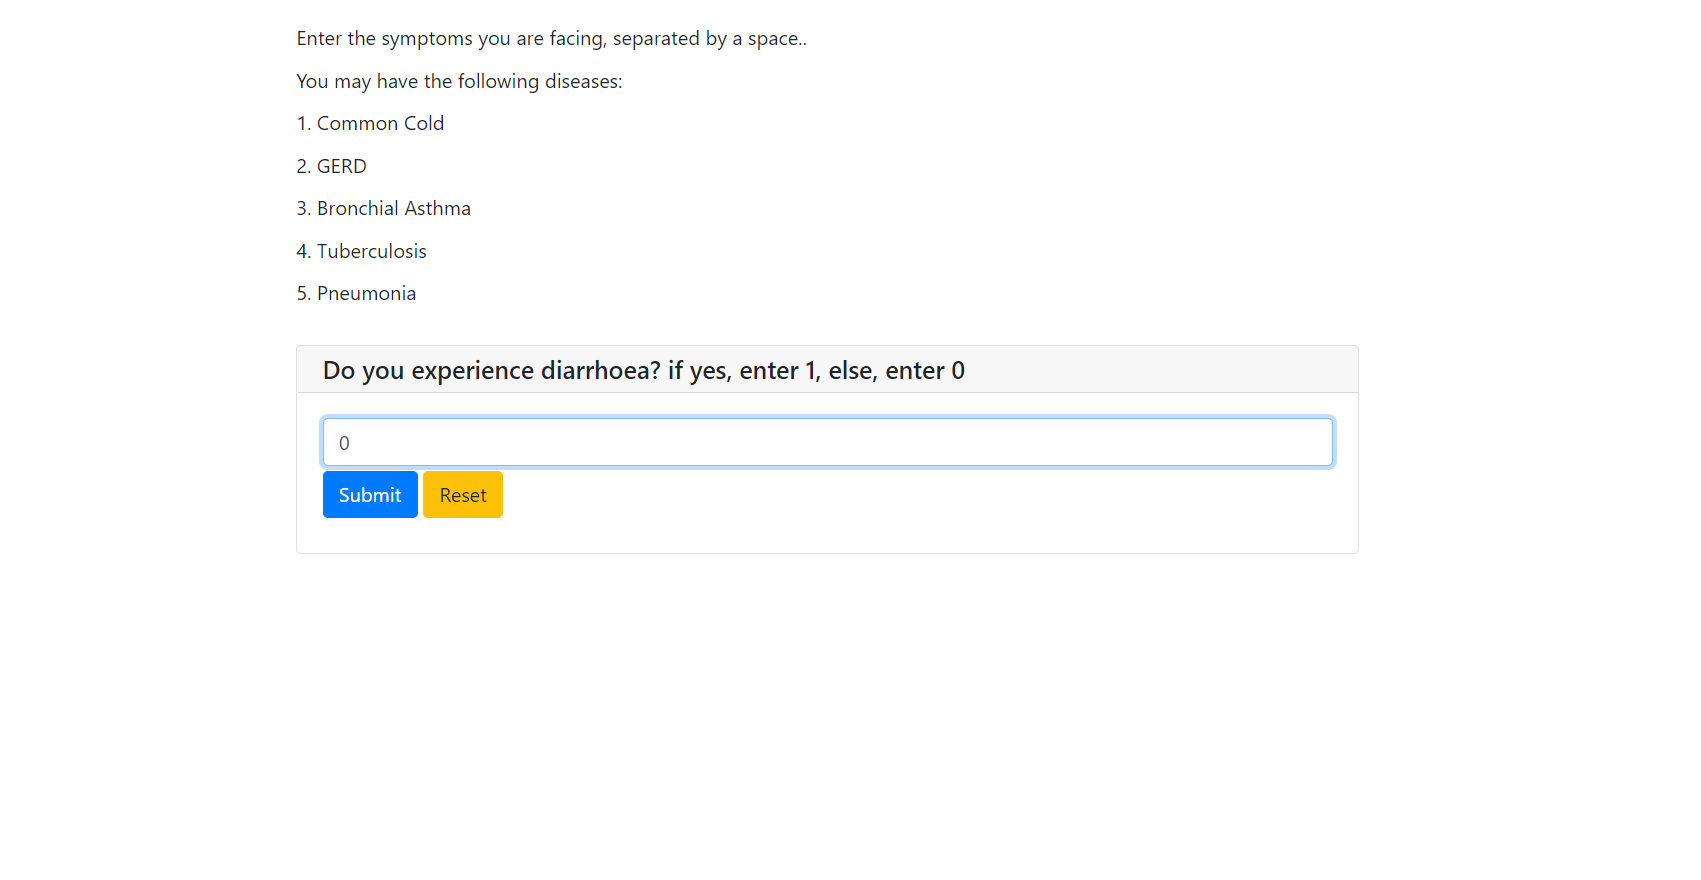 Enter the symptoms you are facing, separated by a space..
You may have the following diseases:
1. Common Cold
2. GERD
3. Bronchial Asthma
4. Tuberculosis
5. Pneumonia
Do you experience diarrhoea? if yes, enter 1, else, enter 0
0
Submit Reset